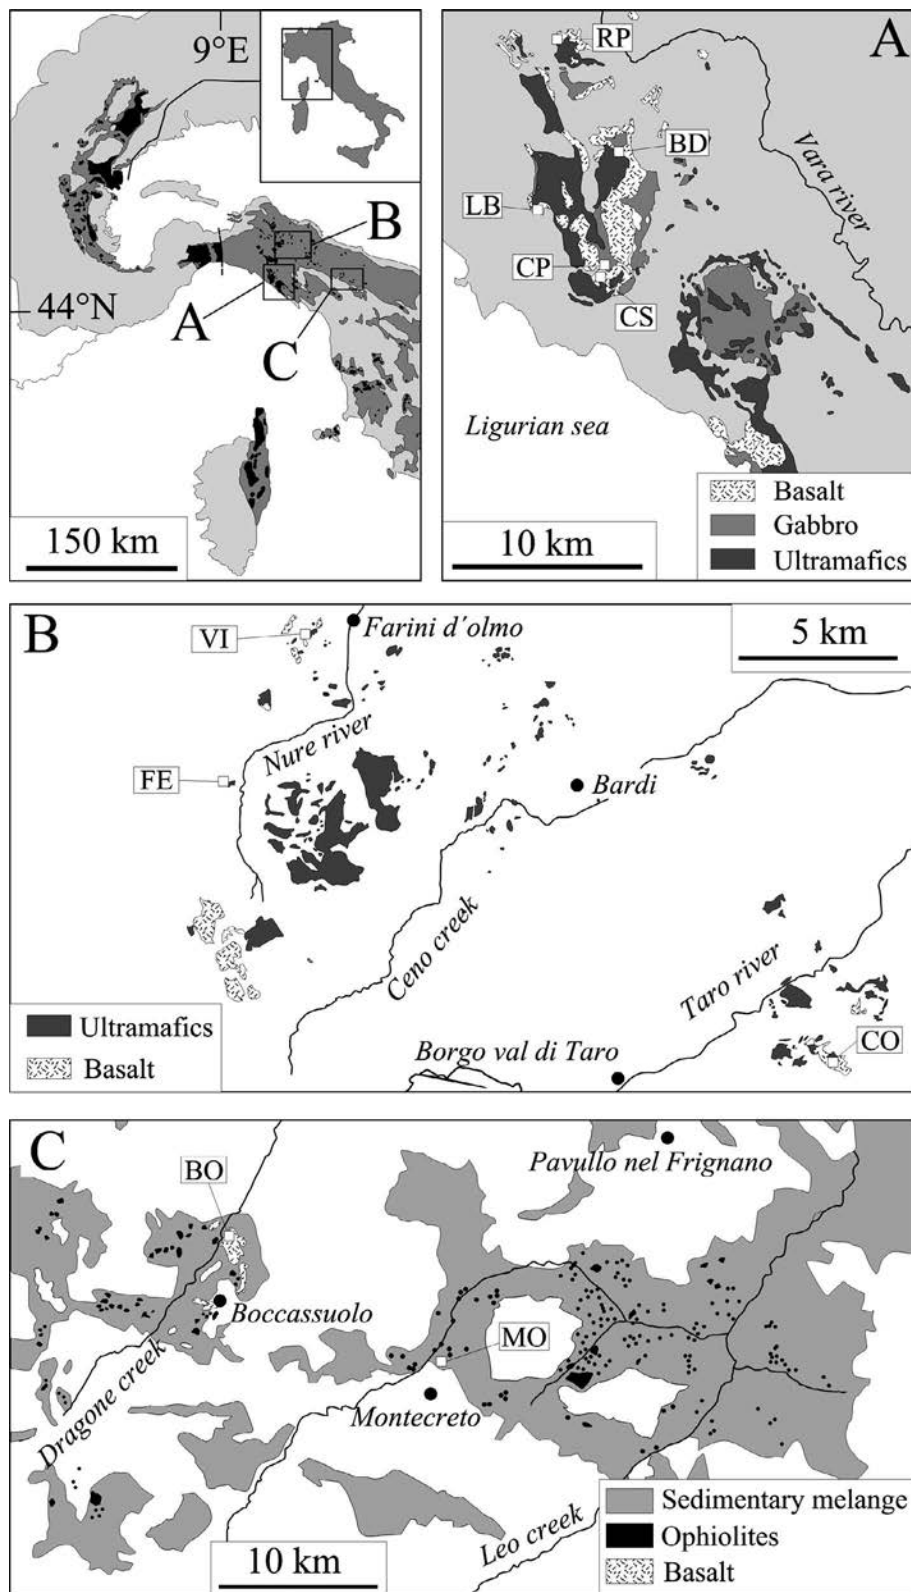 9°E
44°N
A
B
C
150 km
A
RP
BD
LB
CP
CS
Vara river
Ligurian sea
Basalt
Gabbro
Ultramafics
10 km
B
VI
Farini d´olmo
5 km
Nure river
FE
Bardi
Ceno creek
Taro river
Ultramafics
Basalt
Borgo val di Taro
CO
C
BO
Pavullo nel Frignano
Boccassuolo
MO
Dragone creek
Montecreto
Leo creek
10 km
Sedimentary melange
Ophiolites
Basalt